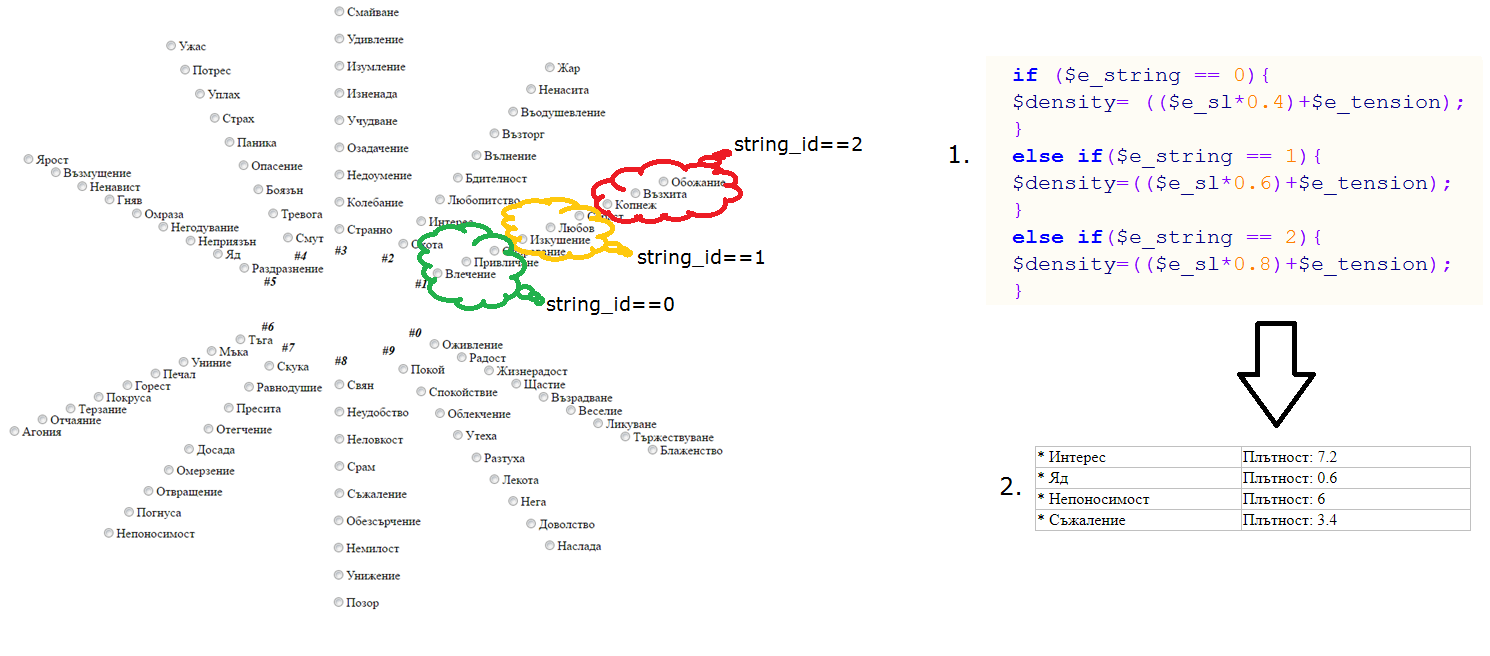 Смайване
Удивление
Изумление
Изненада
Учудване
Озадачение
Недоумение
Колебание
Странно
#3
Ужас
Потрес
Уплах
Страх
Паника
Опасение
Боязън
Тревога
Смут
#4
Ярост
Възмущение
Ненавист
Гняв
Омраза
Негодувание
Неприязън
Яд
Раздразнение
#5
Жар
Ненасита
Въодушевление
Възторг
Вълнение
Бдителност
Любопитство
Интерес
Охота
#2
Обожание
Възхита
Копнеж
Любов
Изкушение
Привличане
Влечение
#1
string_id==2
string_id==1
string_id==0
#6
Тъга
Мъка
Униние
Печал
Горест
Покруса
Терзание
Отчаяние
Агония
#7
Скука
Равнодушие
Пресита
Отегчение
Досада
Омерзение
Отвращение
Погнуса
Непоносимост
#8
Свян
Неудобство
Неловкост
Срам
Съжаление
Обезсърчение
Немилост
Унижение
Позор
#9
Покой
Спокойствие
Облекчение
Утеха
Разтуха
Лекота
Нега
Доволство
Наслада
#0
Оживление
Радост
Жизнерадост
Щастие
Възрадване
Веселие
Ликуване
Тържествуване
Блаженство
1.
if ($e_string == 0){
$density= (($e_sl*0.4)+$e_tension);
}
else if($e_string == 1){
$density=(($e_sl*0.6)+$e_tension);
}
else if($e_string == 2){
$density=(($e_sl*0.8)+$e_tension);
}
2.
* Интерес Плътност: 7.2
* Яд Плътност: 0.6
* Непоносимост Плътност: 6
* Съжаление Плътност: 3.4